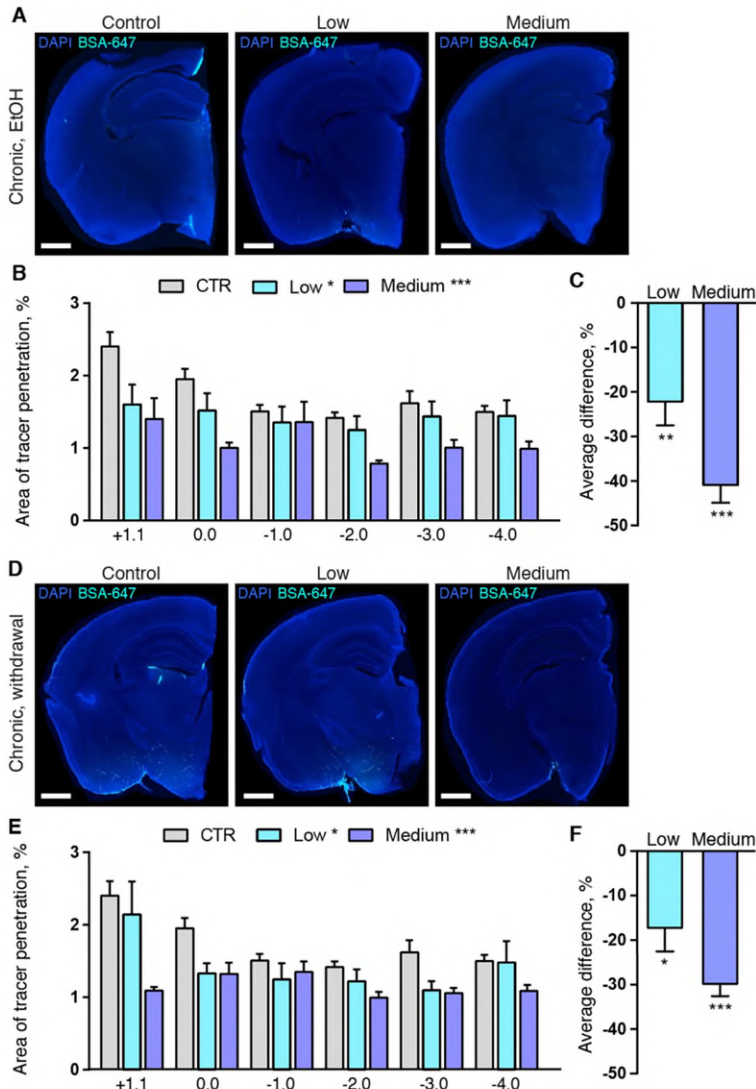 A
Control
Low
Medium
DAPI BSA-647
DAPI BSA-647
DAPI BSA-647
Chronic, EtOH
B
CTR
Low *
Medium ***
Area of tracer penetration, %
3
2
1
0
+1.1
0.0
-1.0
-2.0
-3.0
-4.0
C
Low
Medium
Average difference, %
0
-10
-20
-30
-40
-50
**
***
D
Control
Low
Medium
DAPI BSA-647
DAPI BSA-647
DAPI BSA-647
Chronic, withdrawal
E
CTR
Low *
Medium ***
Area of tracer penetration, %
3
2
1
0
+1.1
0.0
-1.0
-2.0
-3.0
-4.0
F
Low
Medium
Average difference, %
0
-10
-20
-30
-40
-50
*
***